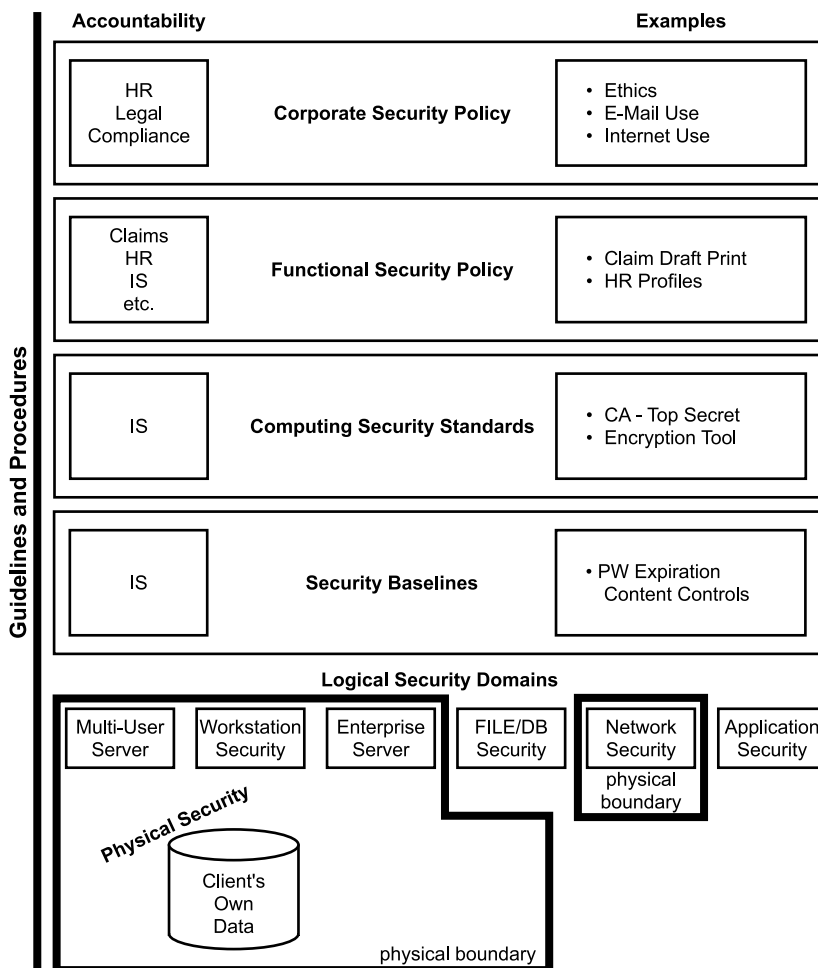 Accountability
Examples
HR
Legal
Compliance
Corporate Security Policy
• Ethics
• E-Mail Use
• Internet Use
Claims
HR
IS
etc.
Functional Security Policy
• Claim Draft Print
• HR Profiles
IS
Computing Security Standards
• CA - Top Secret
• Encryption Tool
IS
Security Baselines
• PW Expiration
Content Controls
Guidelines and Procedures
Logical Security Domains
Multi-User
Server
Workstation
Security
Enterprise
Server
FILE/DB
Security
Network
Security
physical
boundary
Application
Security
Physical Security
Client's
Own
Data
physical boundary